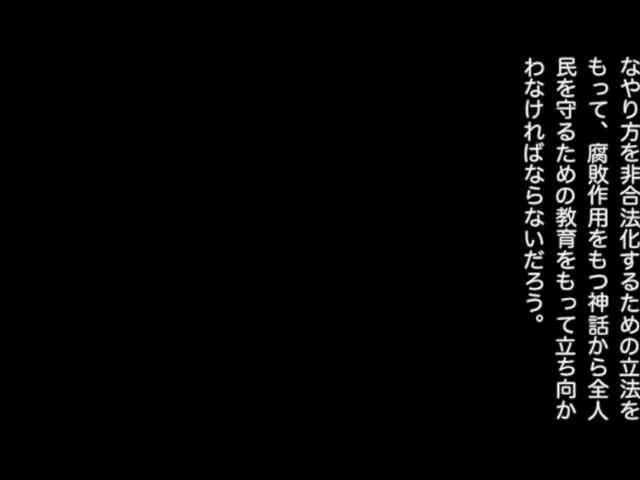 なやり方を非合法化するための立法を
もって、腐敗作用をもつ神話から全人
民を守るための教育をもって立ち向か
わなければならないだろう。